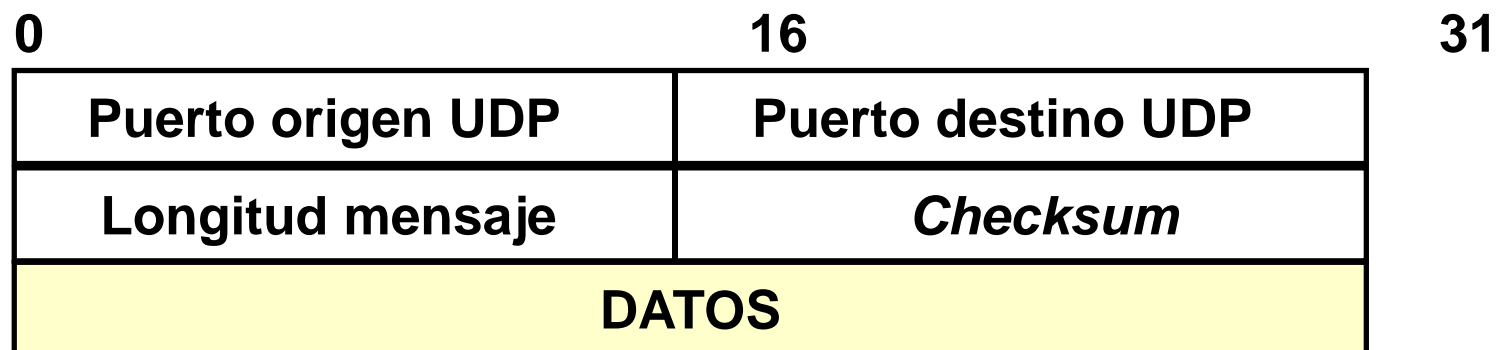 0 16 31
Puerto origen UDP Puerto destino UDP
Longitud mensaje Checksum
DATOS